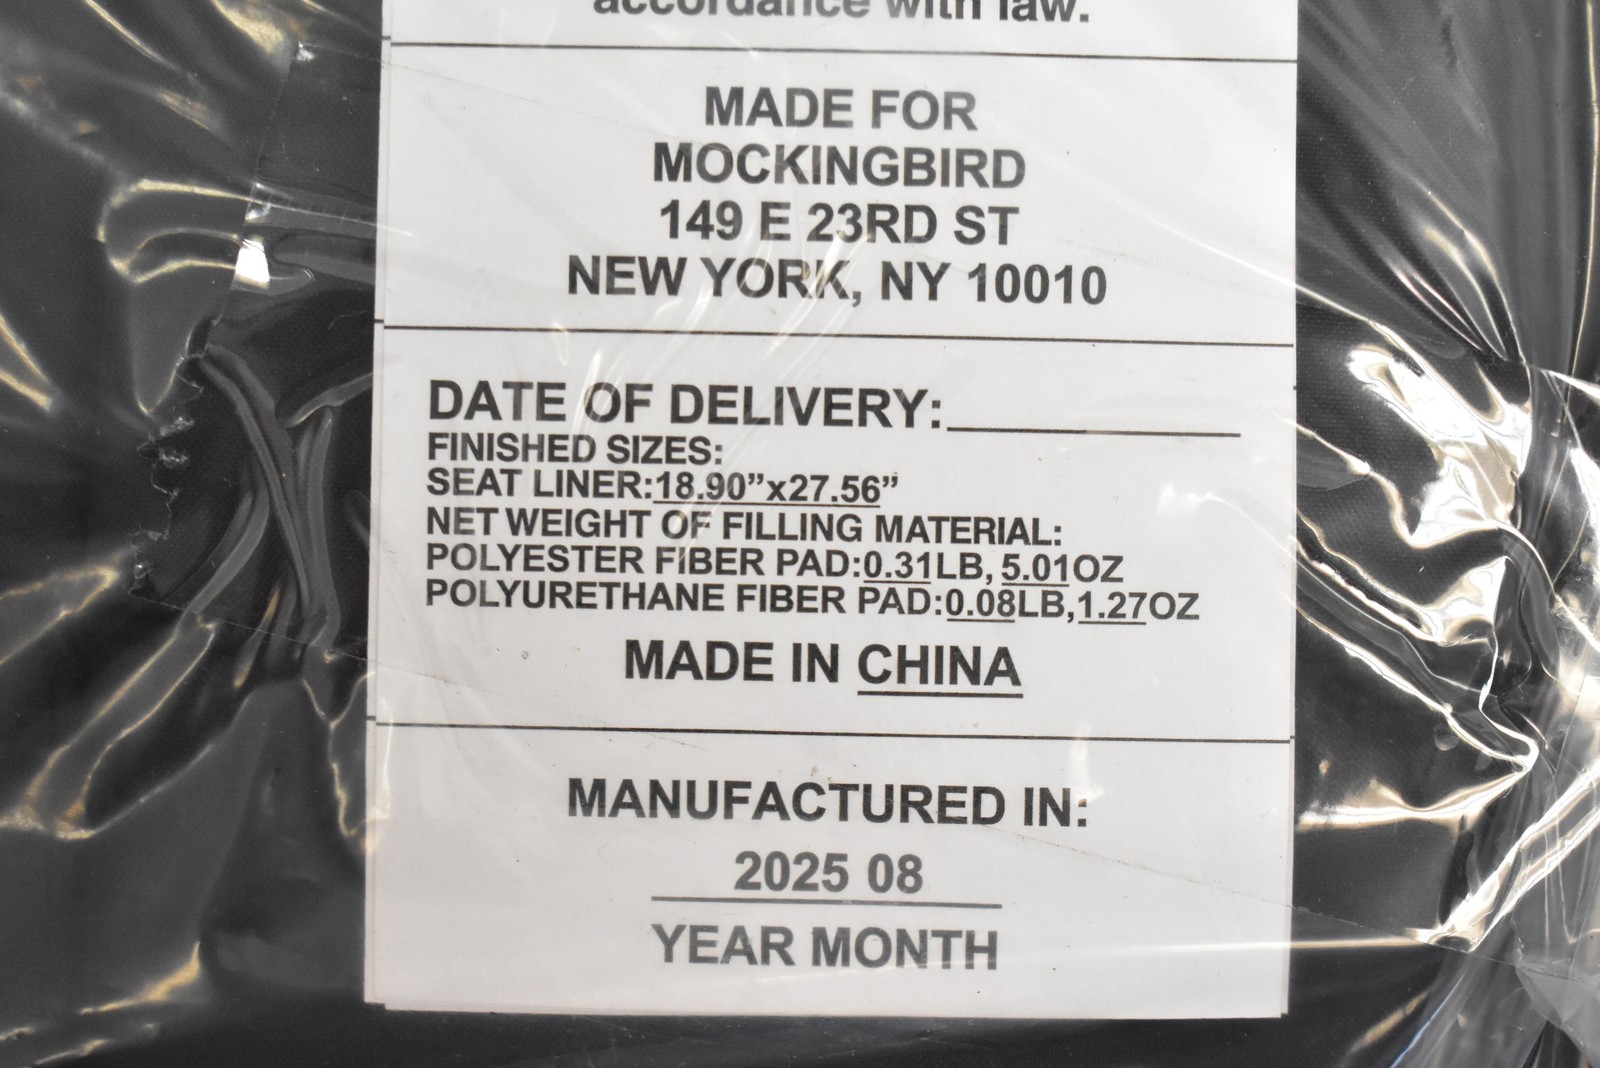 accordance with law.
MADE FOR
MOCKINGBIRD
149 E 23RD ST
NEW YORK, NY 10010
DATE OF DELIVERY:
FINISHED SIZES:
SEAT LINER:18.90”x27.56”
NET WEIGHT OF FILLING MATERIAL:
POLYESTER FIBER PAD:0.31LB, 5.01OZ
POLYURETHANE FIBER PAD:0.08LB,1.27OZ
MADE IN CHINA
MANUFACTURED IN:
2025 08
YEAR MONTH